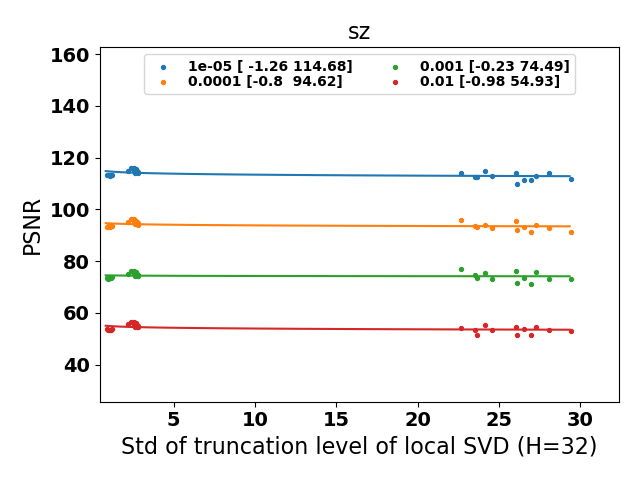 sz
160
140
120
100
80
60
40
PSNR
1e-05 [ -1.26 114.68]
0.0001 [-0.8  94.62]
0.001 [-0.23 74.49]
0.01 [-0.98 54.93]
5 10 15 20 25 30
Std of truncation level of local SVD (H=32)